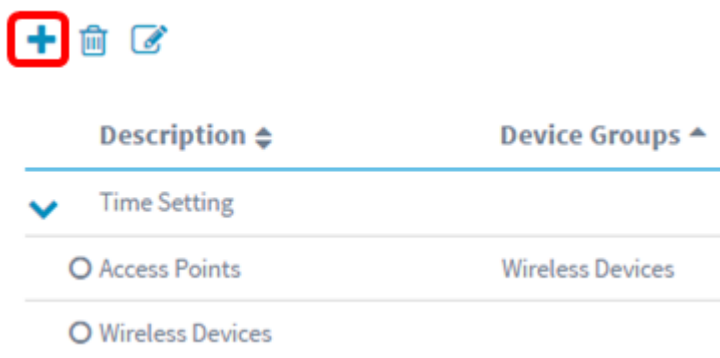 Description Device Groups
Time Setting
Access Points Wireless Devices
Wireless Devices